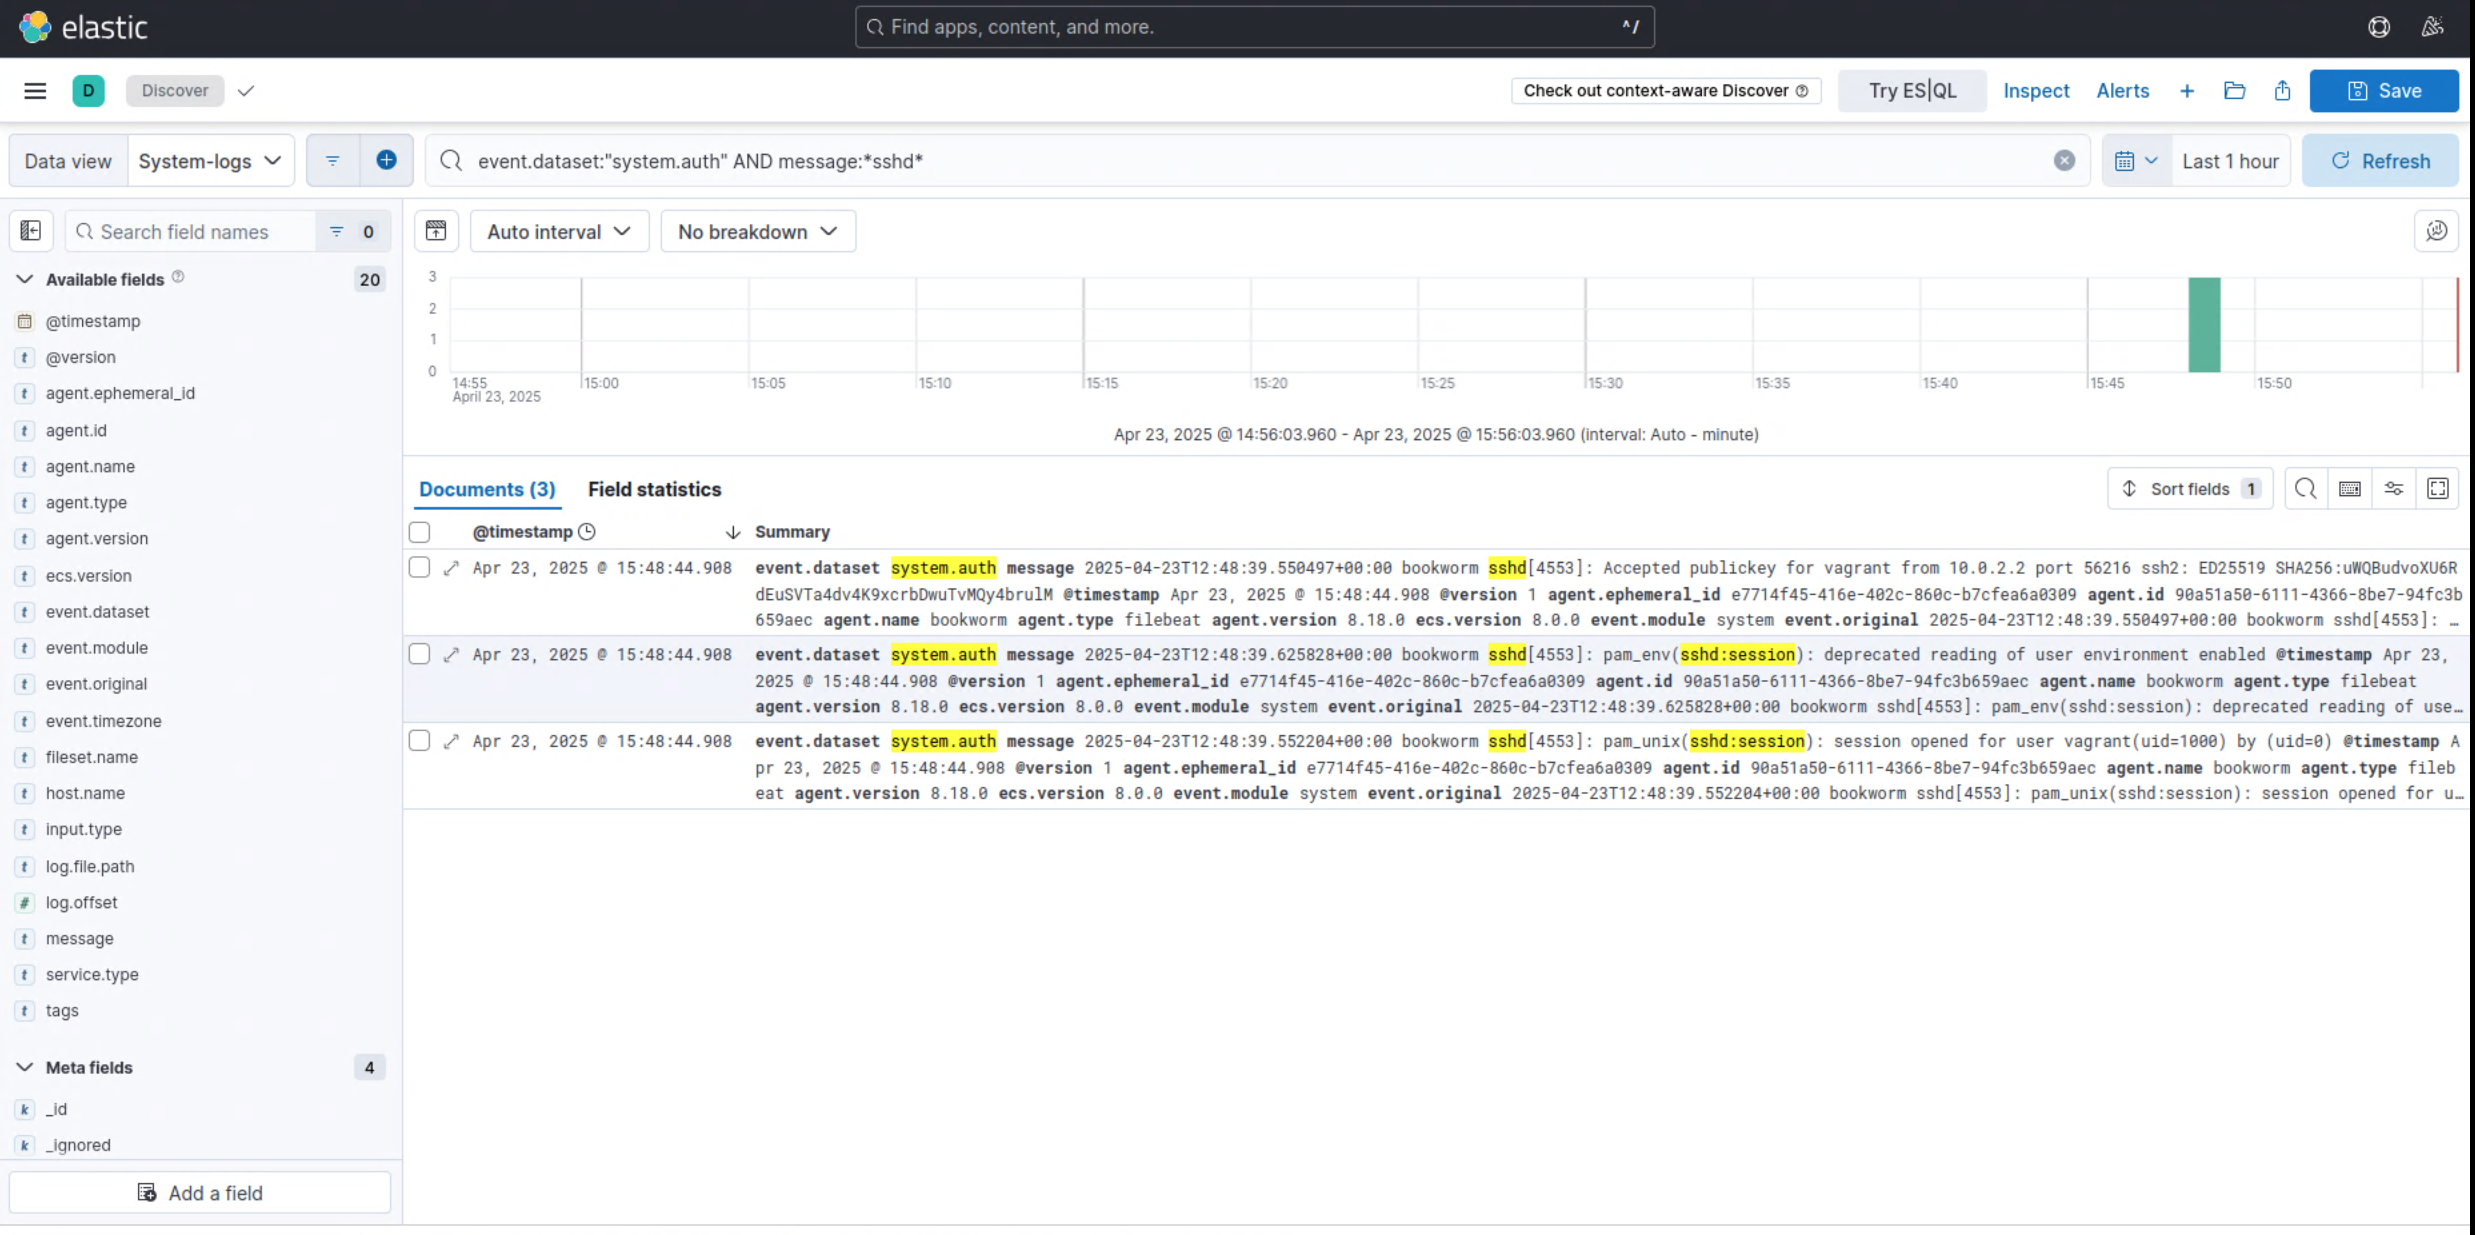 elastic
Find apps, content, and more.
^/
D
Discover
Check out context-aware Discover
Try ES|QL
Inspect
Alerts
Save
Data view
System-logs
event.dataset:"system.auth" AND message:*sshd*
Last 1 hour
Refresh
Search field names
0
Auto interval
No breakdown
Available fields
20
@timestamp
@version
agent.ephemeral_id
agent.id
agent.name
agent.type
agent.version
ecs.version
event.dataset
event.module
event.original
event.timezone
fileset.name
host.name
input.type
log.file.path
log.offset
message
service.type
tags
Meta fields
4
_id
_ignored
Add a field
3
2
1
0
14:55
April 23, 2025
15:00
15:05
15:10
15:15
15:20
15:25
15:30
15:35
15:40
15:45
15:50
Apr 23, 2025 @ 14:56:03.960 - Apr 23, 2025 @ 15:56:03.960 (interval: Auto - minute)
Documents (3)
Field statistics
Sort fields 1
@timestamp
Summary
Apr 23, 2025 @ 15:48:44.908
event.dataset system.auth message 2025-04-23T12:48:39.550497+00:00 bookworm sshd[4553]: Accepted publickey for vagrant from 10.0.2.2 port 56216 ssh2: ED25519 SHA256:uWQBudvoXU6R
dEuSVTa4dv4K9xcrbDwuTvMQy4brulM @timestamp Apr 23, 2025 @ 15:48:44.908 @version 1 agent.ephemeral_id e7714f45-416e-402c-860c-b7cfea6a0309 agent.id 90a51a50-6111-4366-8be7-94fc3b
659aec agent.name bookworm agent.type filebeat agent.version 8.18.0 ecs.version 8.0.0 event.module system event.original 2025-04-23T12:48:39.550497+00:00 bookworm sshd[4553]: …
Apr 23, 2025 @ 15:48:44.908
event.dataset system.auth message 2025-04-23T12:48:39.625828+00:00 bookworm sshd[4553]: pam_env(sshd:session): deprecated reading of user environment enabled @timestamp Apr 23,
2025 @ 15:48:44.908 @version 1 agent.ephemeral_id e7714f45-416e-402c-860c-b7cfea6a0309 agent.id 90a51a50-6111-4366-8be7-94fc3b659aec agent.name bookworm agent.type filebeat
agent.version 8.18.0 ecs.version 8.0.0 event.module system event.original 2025-04-23T12:48:39.625828+00:00 bookworm sshd[4553]: pam_env(sshd:session): deprecated reading of use…
Apr 23, 2025 @ 15:48:44.908
event.dataset system.auth message 2025-04-23T12:48:39.552204+00:00 bookworm sshd[4553]: pam_unix(sshd:session): session opened for user vagrant(uid=1000) by (uid=0) @timestamp A
pr 23, 2025 @ 15:48:44.908 @version 1 agent.ephemeral_id e7714f45-416e-402c-860c-b7cfea6a0309 agent.id 90a51a50-6111-4366-8be7-94fc3b659aec agent.name bookworm agent.type fileb
eat agent.version 8.18.0 ecs.version 8.0.0 event.module system event.original 2025-04-23T12:48:39.552204+00:00 bookworm sshd[4553]: pam_unix(sshd:session): session opened for u…